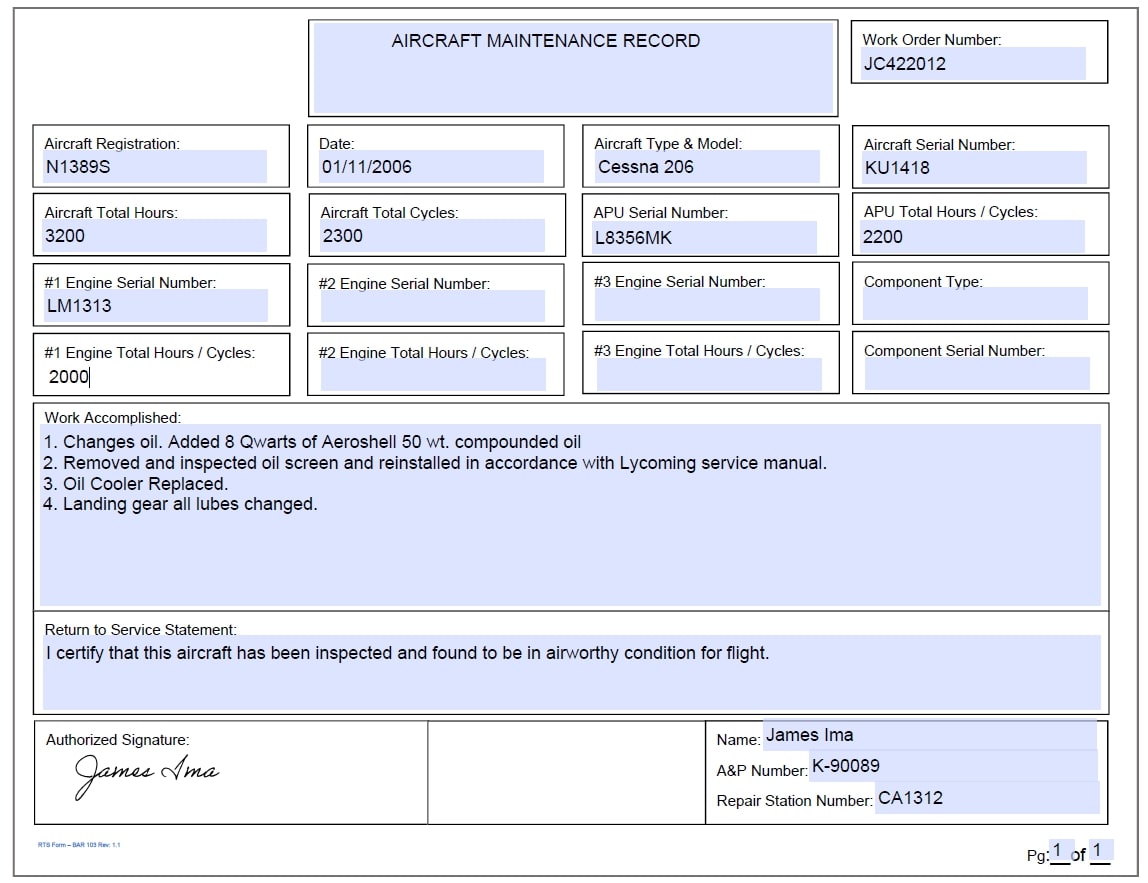 AIRCRAFT MAINTENANCE RECORD
Work Order Number:
JC422012
Aircraft Registration:
N1389S
Date:
01/11/2006
Aircraft Type & Model:
Cessna 206
Aircraft Serial Number:
KU1418
Aircraft Total Hours:
3200
Aircraft Total Cycles:
2300
APU Serial Number:
L8356MK
APU Total Hours / Cycles:
2200
#1 Engine Serial Number:
LM1313
#2 Engine Serial Number:
#3 Engine Serial Number:
Component Type:
#1 Engine Total Hours / Cycles:
2000
#2 Engine Total Hours / Cycles:
#3 Engine Total Hours / Cycles:
Component Serial Number:
Work Accomplished:
1. Changes oil. Added 8 Qwarts of Aeroshell 50 wt. compounded oil
2. Removed and inspected oil screen and reinstalled in accordance with Lycoming service manual.
3. Oil Cooler Replaced.
4. Landing gear all lubes changed.
Return to Service Statement:
I certify that this aircraft has been inspected and found to be in airworthy condition for flight.
Authorized Signature:
James Ima
Name: James Ima
A&P Number: K-90089
Repair Station Number: CA1312
RTS Form – BAR 103 Rev: 1.1
Pg: 1 of 1